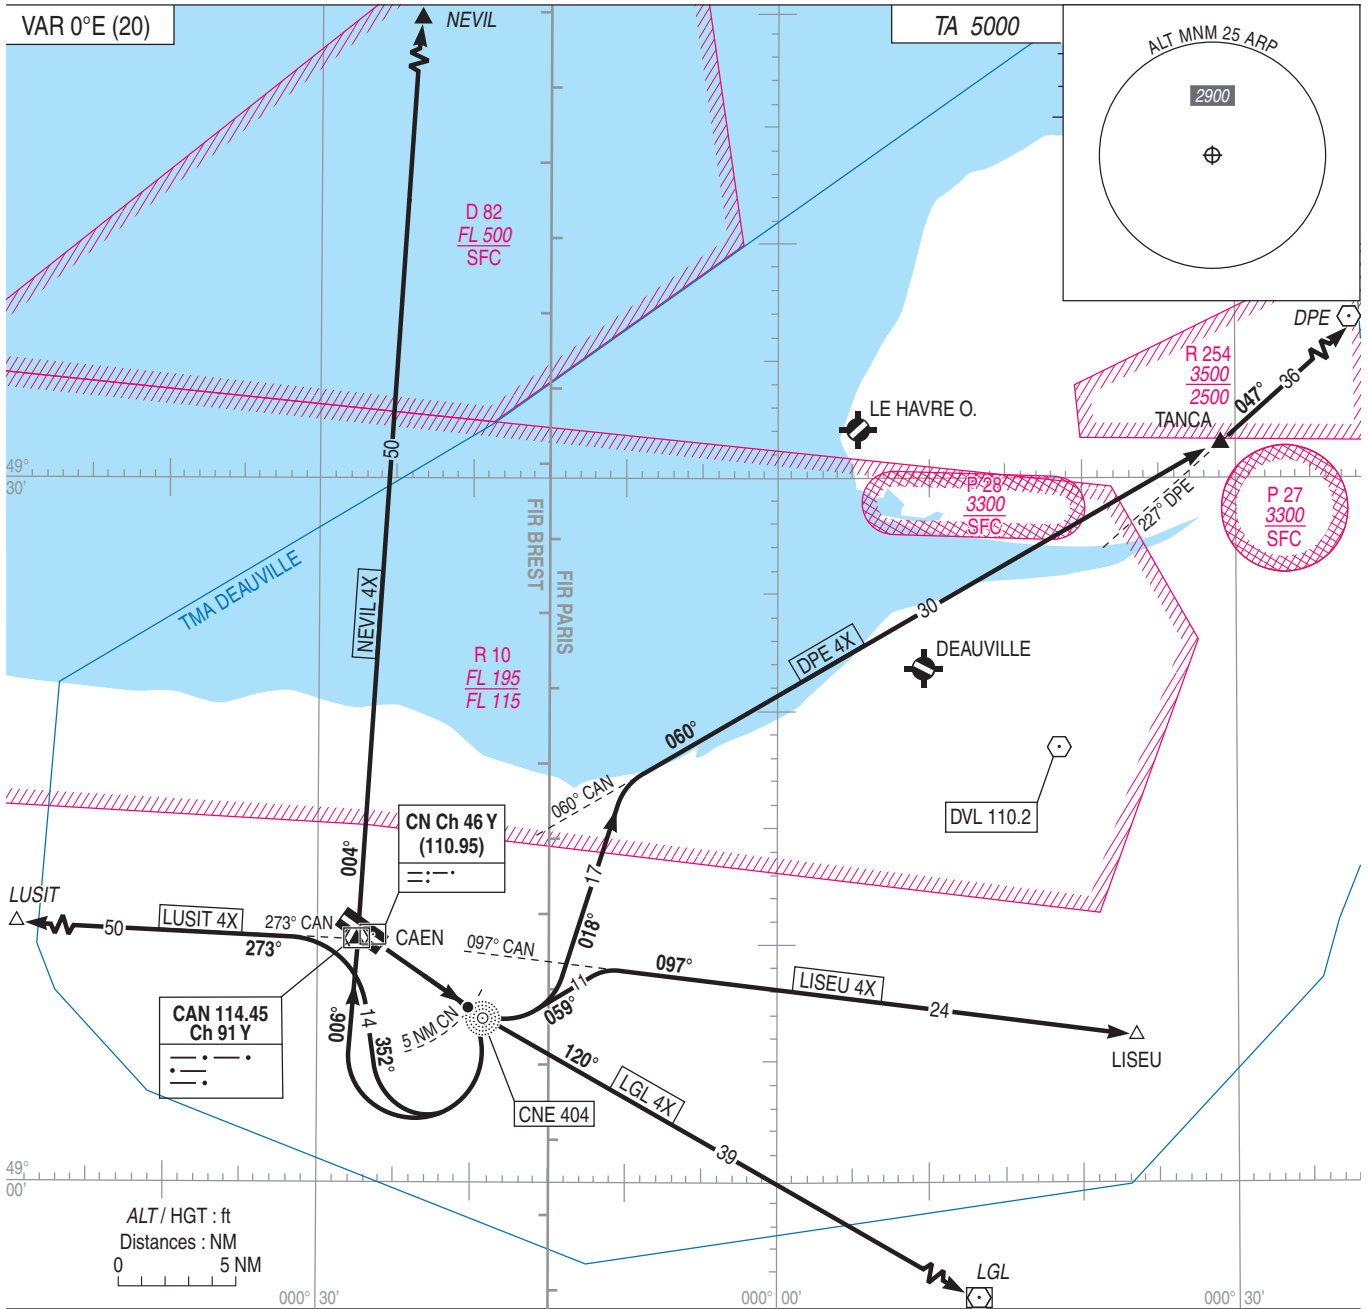 VAR 0°E (20)
NEVIL
TA 5000
ALT MNM 25 ARP
2900
D 82
FL 500
SFC
DPE
R 254
3500
2500
047°
36
TANCA
LE HAVRE O.
50
49°
30'
P 28
3300
SFC
227° DPE
P 27
3300
SFC
FIR BREST
FIR PARIS
TMA DEAUVILLE
NEVIL 4X
30
DPE 4X
DEAUVILLE
R 10
FL 195
FL 115
060°
060° CAN
DVL 110.2
CN Ch 46 Y
(110.95)
004°
17
LUSIT
50
LUSIT 4X
273° CAN
273°
CAEN
097° CAN
018°
097°
11
059°
LISEU 4X
24
LISEU
CAN 114.45
Ch 91 Y
006°
14
352°
5 NM CN
120°
LGL 4X
CNE 404
39
49°
00'
ALT / HGT : ft
Distances : NM
0 5 NM
LGL
000° 30'
000° 00'
000° 30'